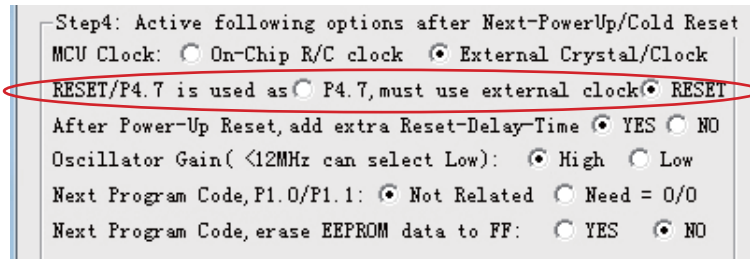 Step4: Active following options after Next-PowerUp/Cold Reset
MCU Clock: On-Chip R/C clock External Crystal/Clock
RESET/P4.7 is used as P4.7,must use external clock RESET
After Power-Up Reset,add extra Reset-Delay-Time YES NO
Oscillator Gain( <12MHz can select Low): High Low
Next Program Code,P1.0/P1.1: Not Related Need = 0/0
Next Program Code,erase EEPROM data to FF: YES NO